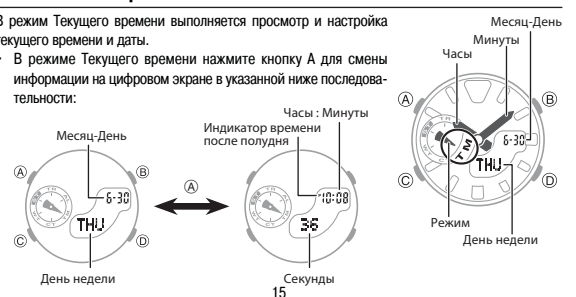 В режим Текущего времени выполняется просмотр и настройка
текущего времени и даты.
В режиме Текущего времени нажмите кнопку А для смены
информации на цифровом экране в указанной ниже последова-
тельности:
Месяц-День
Минуты
Часы
A
B
6-30
THU
C
D
Режим
День недели
Месяц-День
A
B
6-30
THU
C
D
День недели
A
Часы : Минуты
Индикатор времени
после полудня
10:08
36
Секунды
15